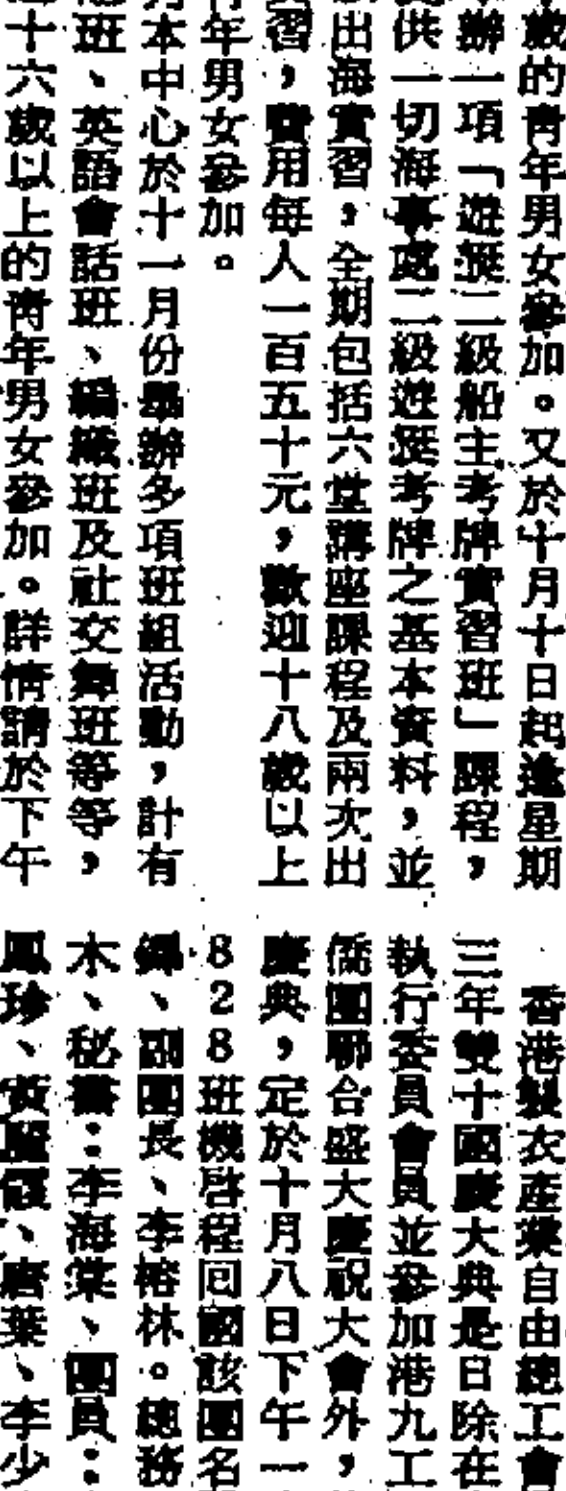 歲的青年男女參加。又於十月十日起逢星期
辦一項「遊艇二級船主考牌實習班」課程，
供一切海事處二級遊艇考牌之基本資料，並
出海實習，全期包括六堂講座課程及兩次出
習，費用每人一百五十元，歡迎十八歲以上
年男女參加。
本中心於十一月份舉辦多項班組活動，計有
班、英語會話班、編織班及社交舞班等等，
十六歲以上的青年男女參加。詳情請於下午
香港製衣產業自由總工會
三年雙十國慶大典是日除在
執行委員會員並參加港九工
僑團聯合盛大慶祝大會外，
慶典，定於十月八日下午一
828班機啓程回國該團名
、副團長、李榕林。總務
木、秘書：李海棠、團員：
鳳珍、黃麗霞、唐葉、李少